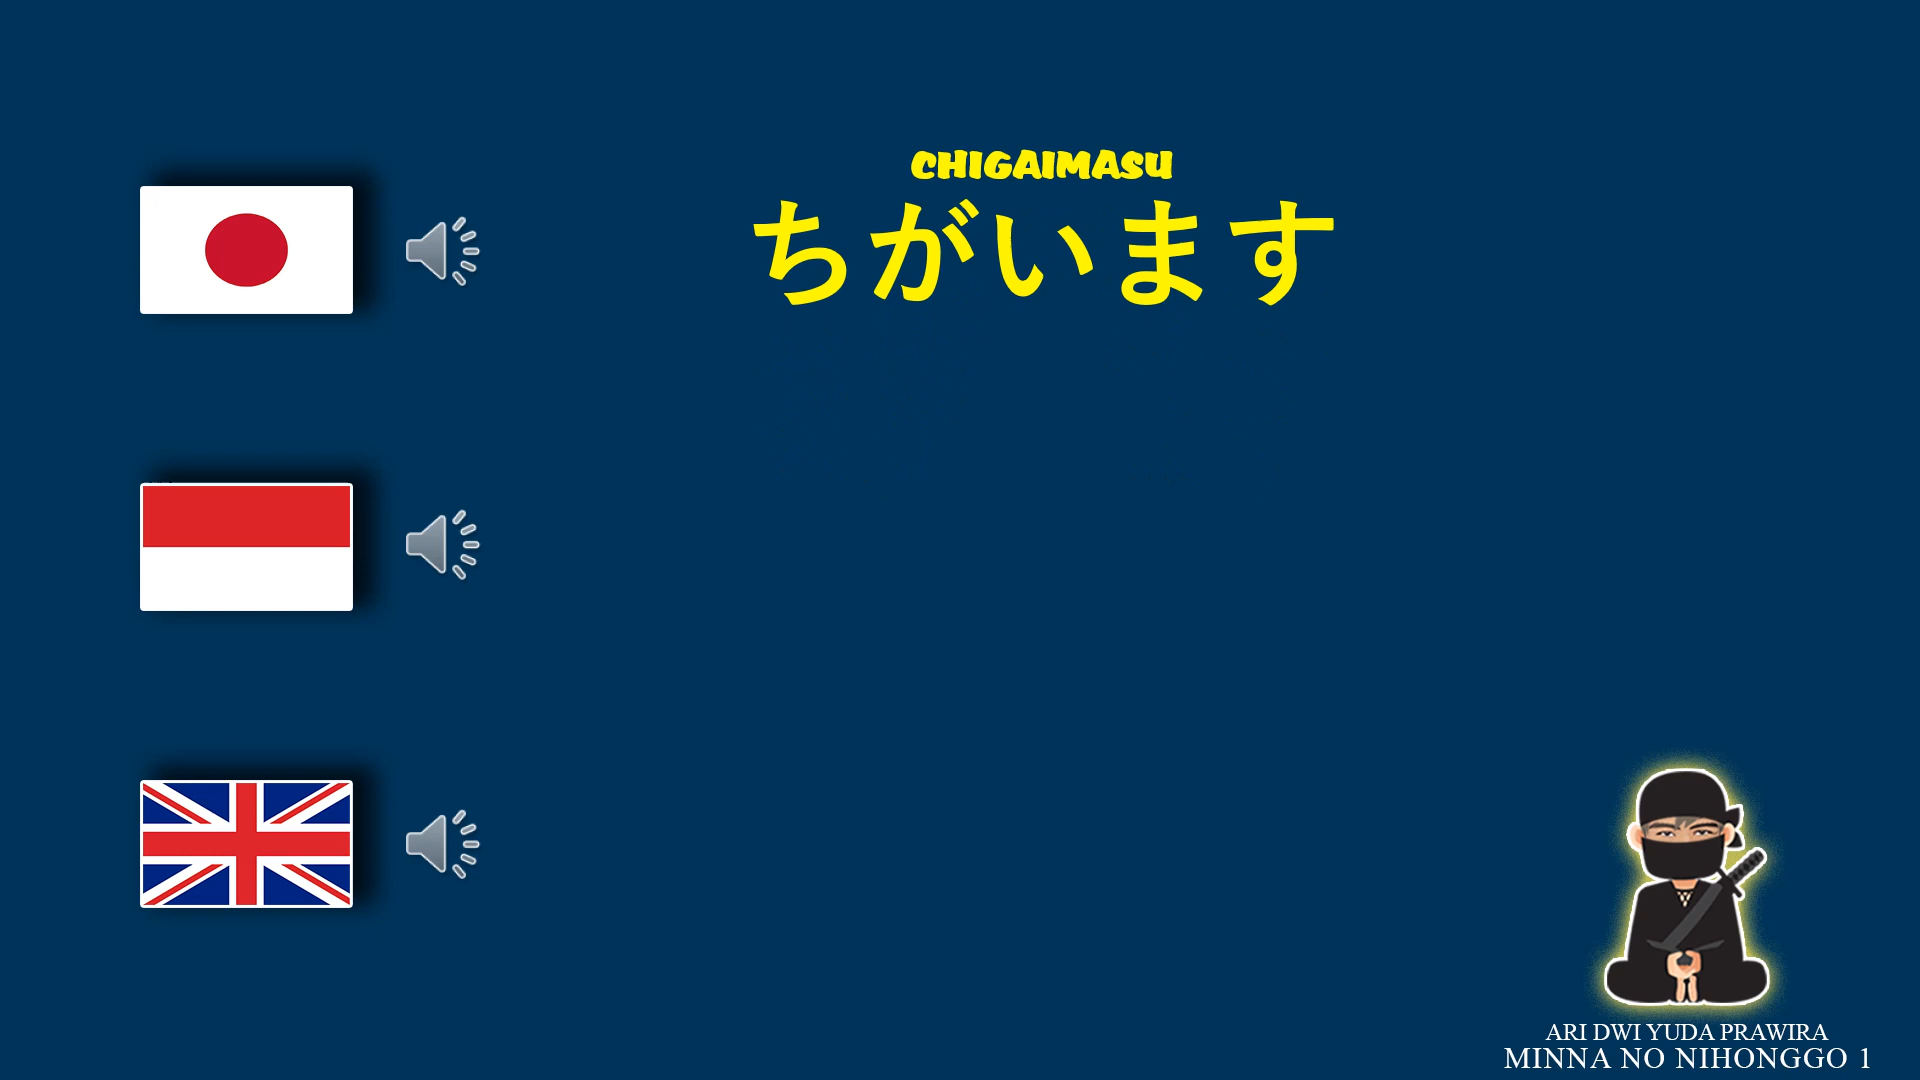 CHIGAIMASU
ちがいます
ARI DWI YUDA PRAWIRA
MINNA NO NIHONGGO 1